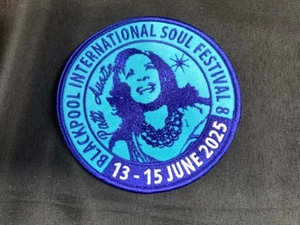 BLACKPOOL INTERNATIONAL SOUL FESTIVAL 8
Patti Austin
13 - 15 JUNE 2025